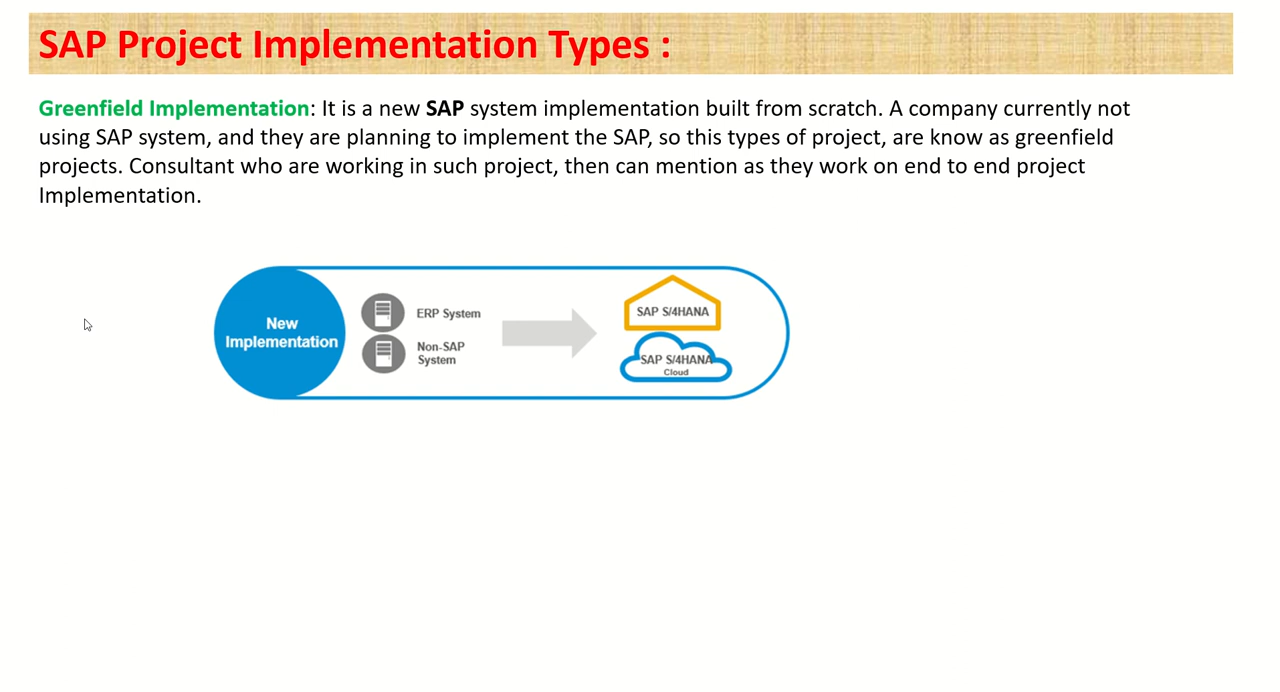 SAP Project Implementation Types :
Greenfield Implementation: It is a new SAP system implementation built from scratch. A company currently not
using SAP system, and they are planning to implement the SAP, so this types of project, are know as greenfield
projects. Consultant who are working in such project, then can mention as they work on end to end project
Implementation.
New
Implementation
ERP System
Non-SAP
System
SAP S/4HANA
SAP S/4HANA
Cloud